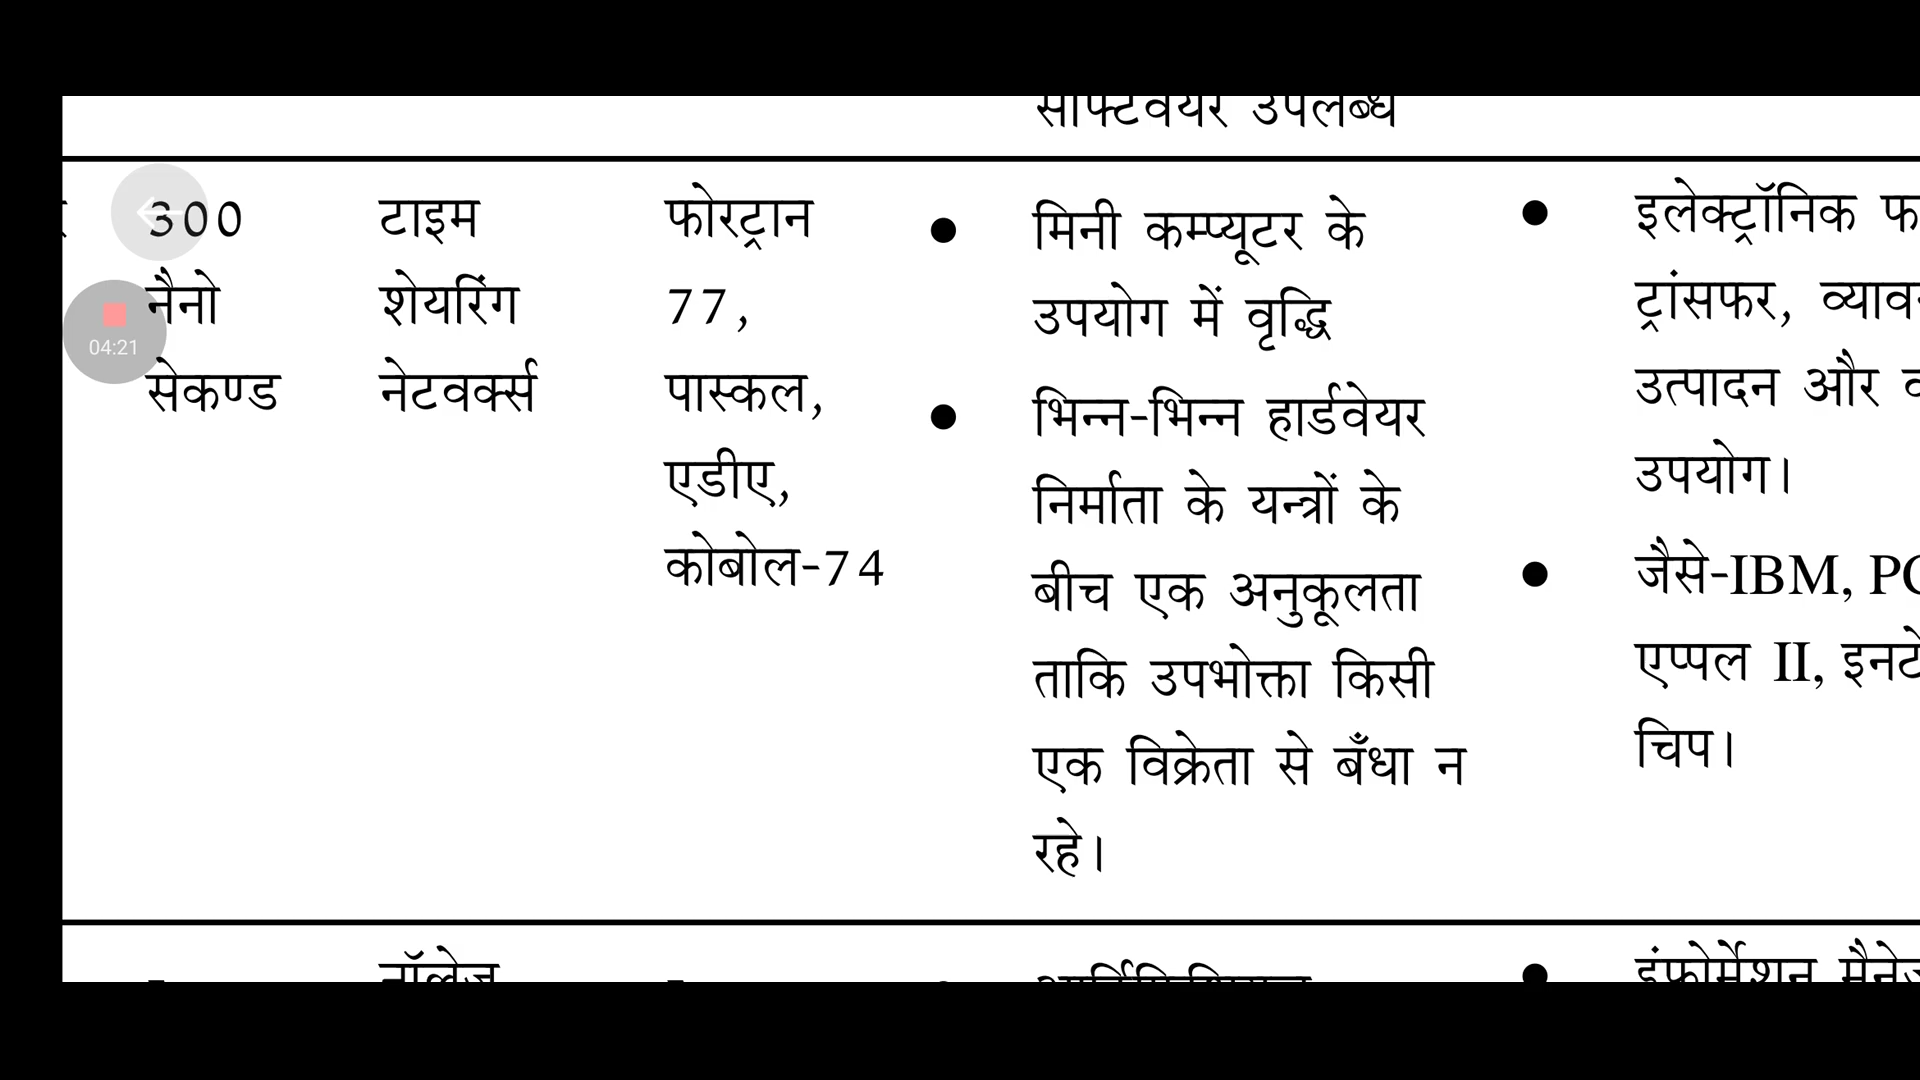 सॉफ्टवेयर उपलब्ध
300
नैनो
सेकण्ड
04:21
टाइम
शेयरिंग
नेटवर्क्स
फोरट्रान
77,
पास्कल,
एडीए,
कोबोल-74
● मिनी कम्प्यूटर के
उपयोग में वृद्धि
● भिन्न-भिन्न हार्डवेयर
निर्माता के यन्त्रों के
बीच एक अनुकूलता
ताकि उपभोक्ता किसी
एक विक्रेता से बँधा न
रहे।
● इलेक्ट्रॉनिक
ट्रांसफर,
उत्पादन और
उपयोग।
● जैसे-IBM,
एप्पल II,
चिप।
नॉलेज
● इंफोर्मेशन